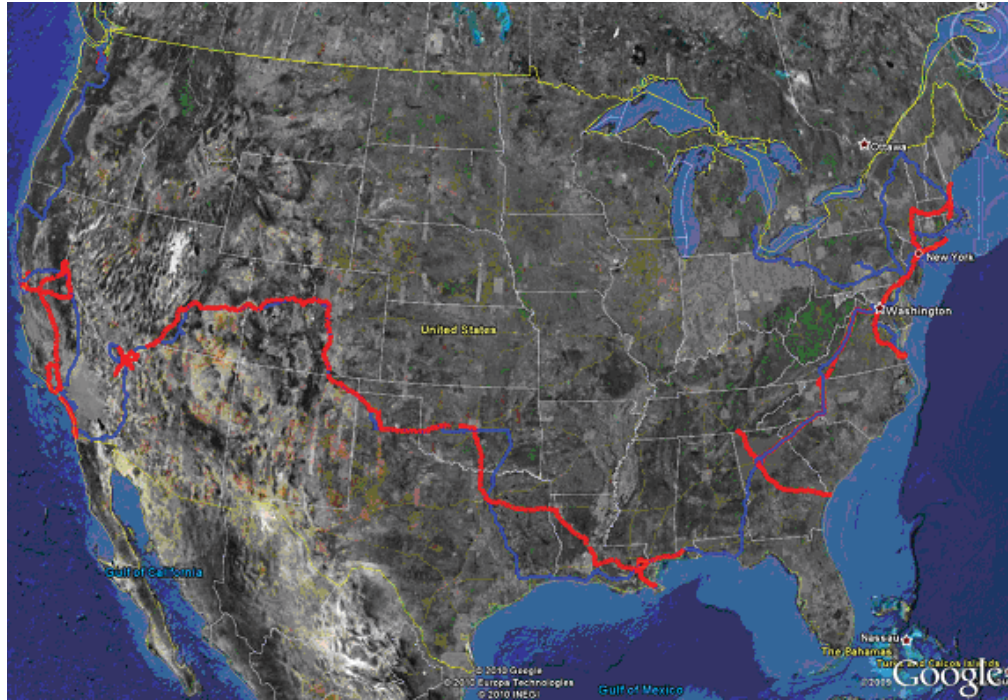 Ottawa
New York
Washington
United States
Gulf of California
Nassau
The Bahamas
Turks and Caicos Islands
© 2010 Google
© 2010 Europa Technologies
© 2010 INEGI
Gulf of Mexico
©2009 Google